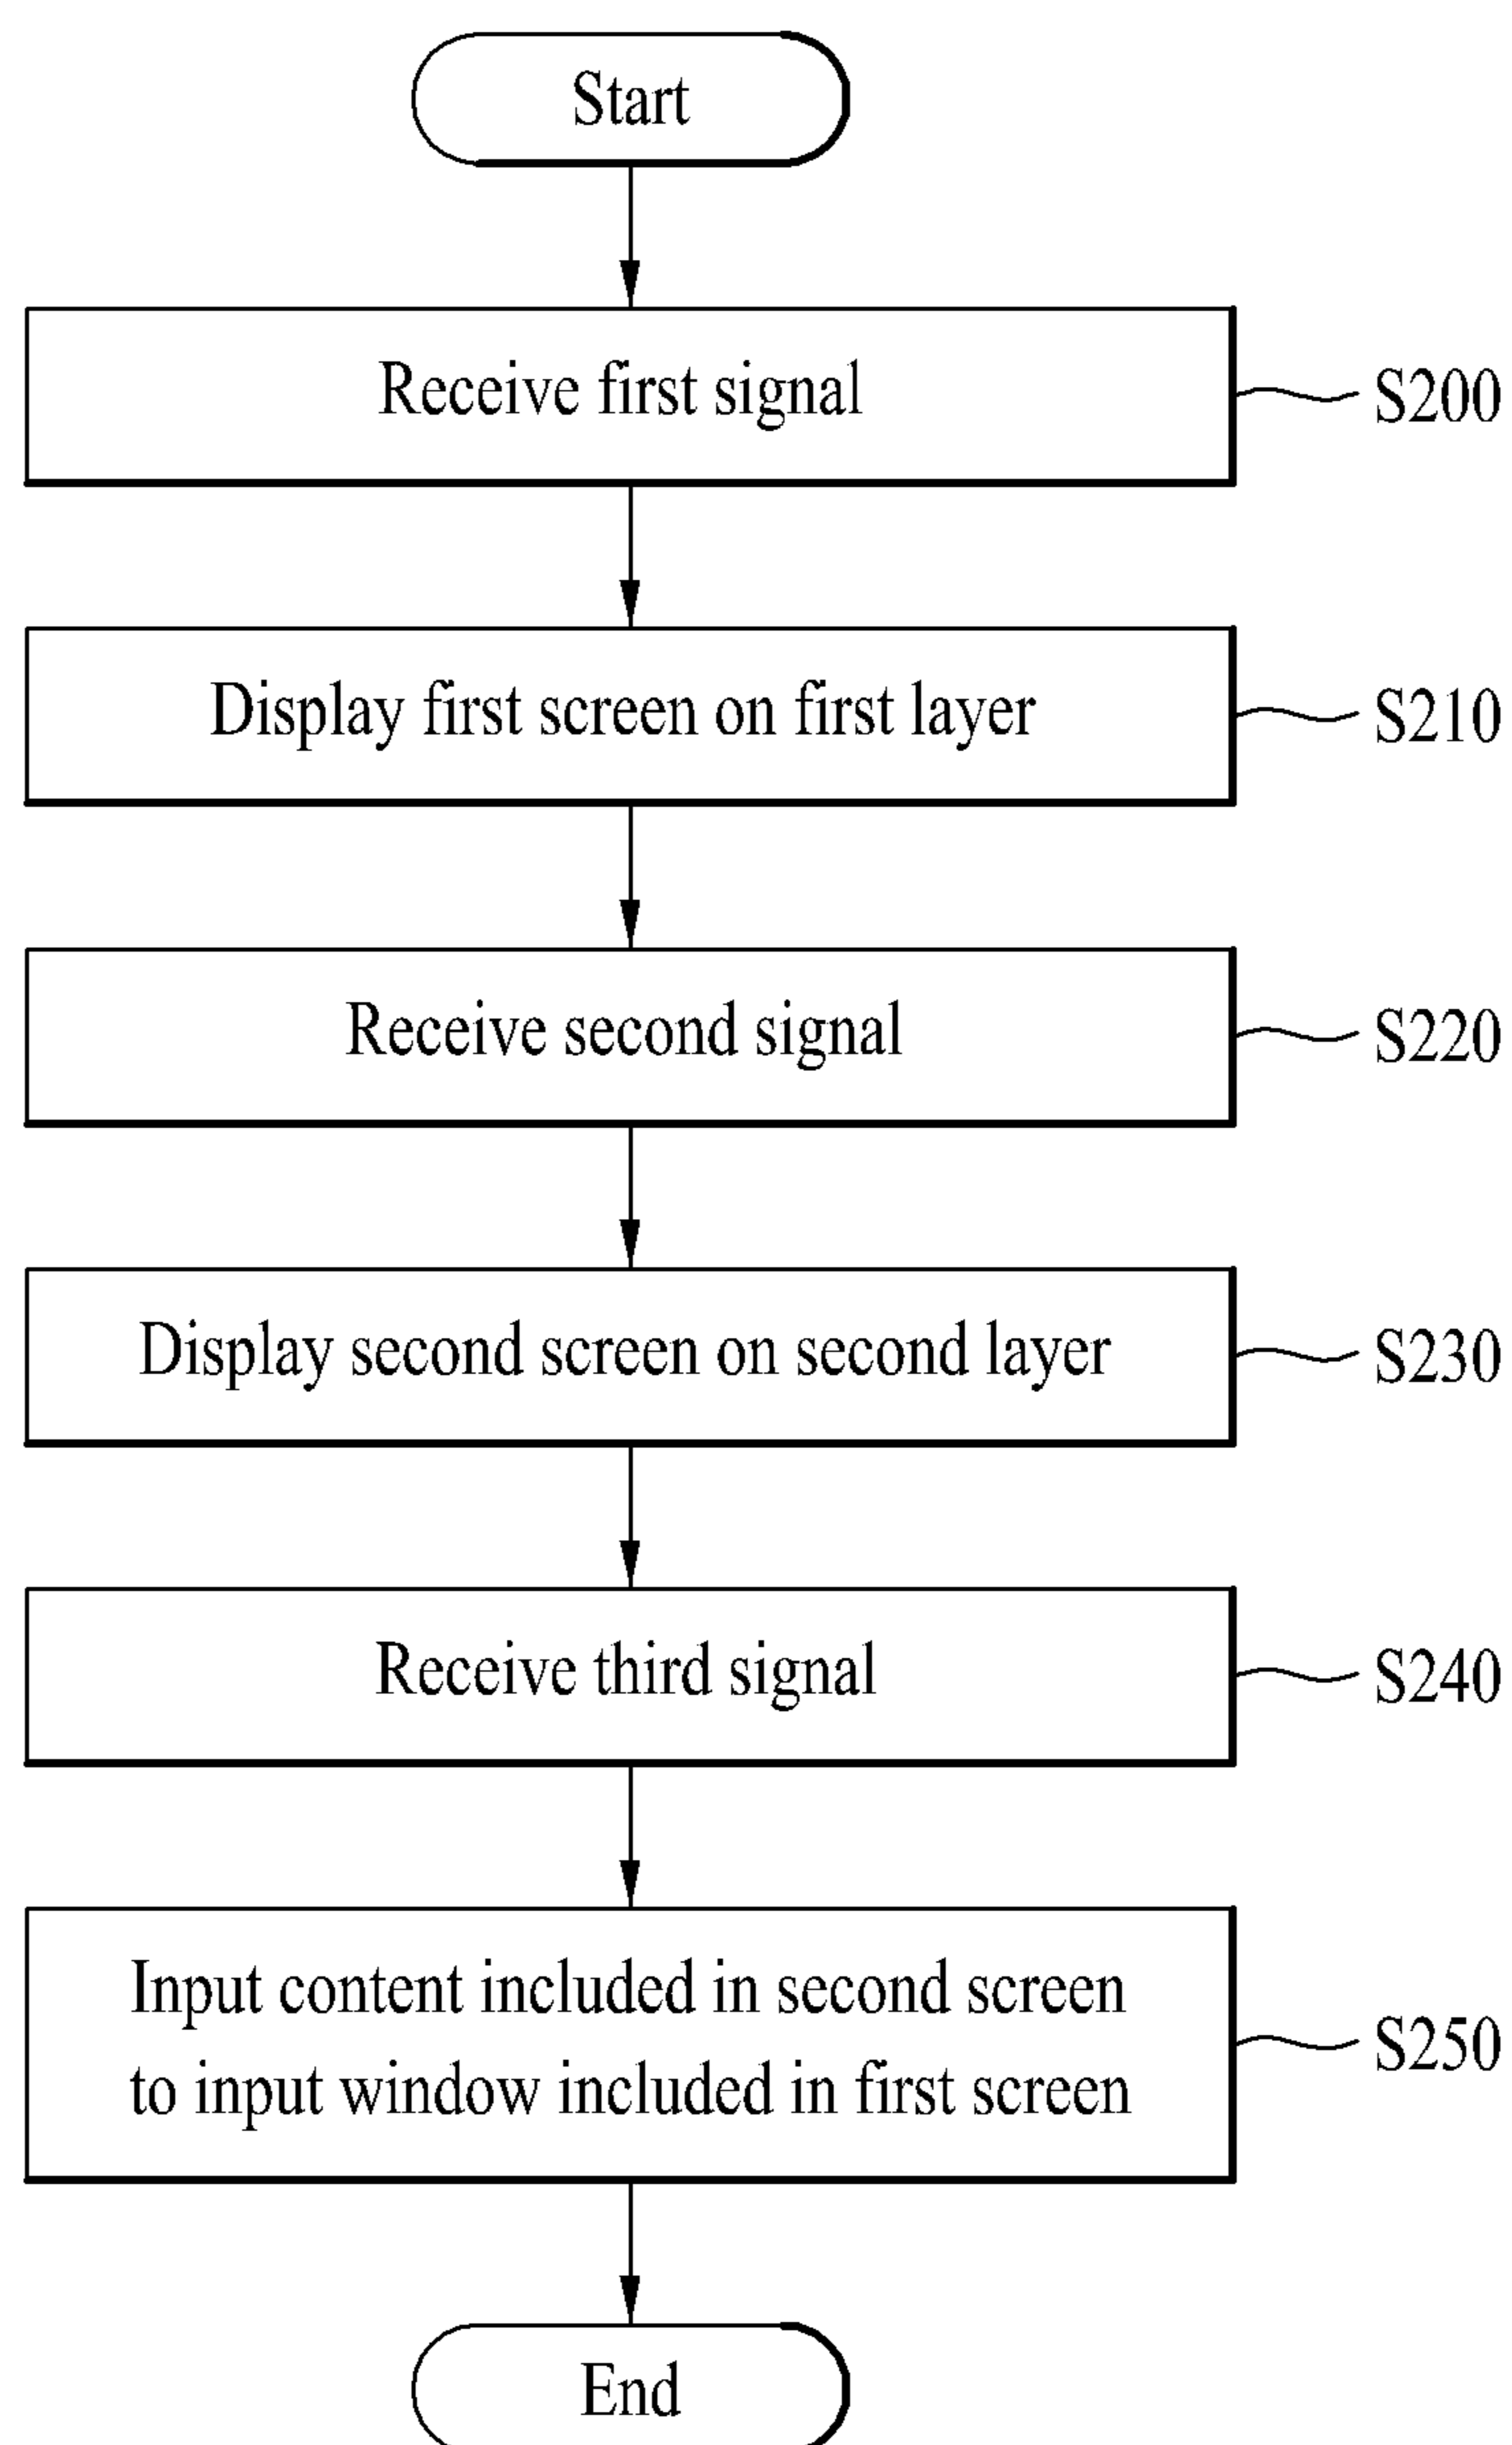 Start
Receive first signal
S200
Display first screen on first layer
S210
Receive second signal
S220
Display second screen on second layer
S230
Receive third signal
S240
Input content included in second screen
to input window included in first screen
S250
End